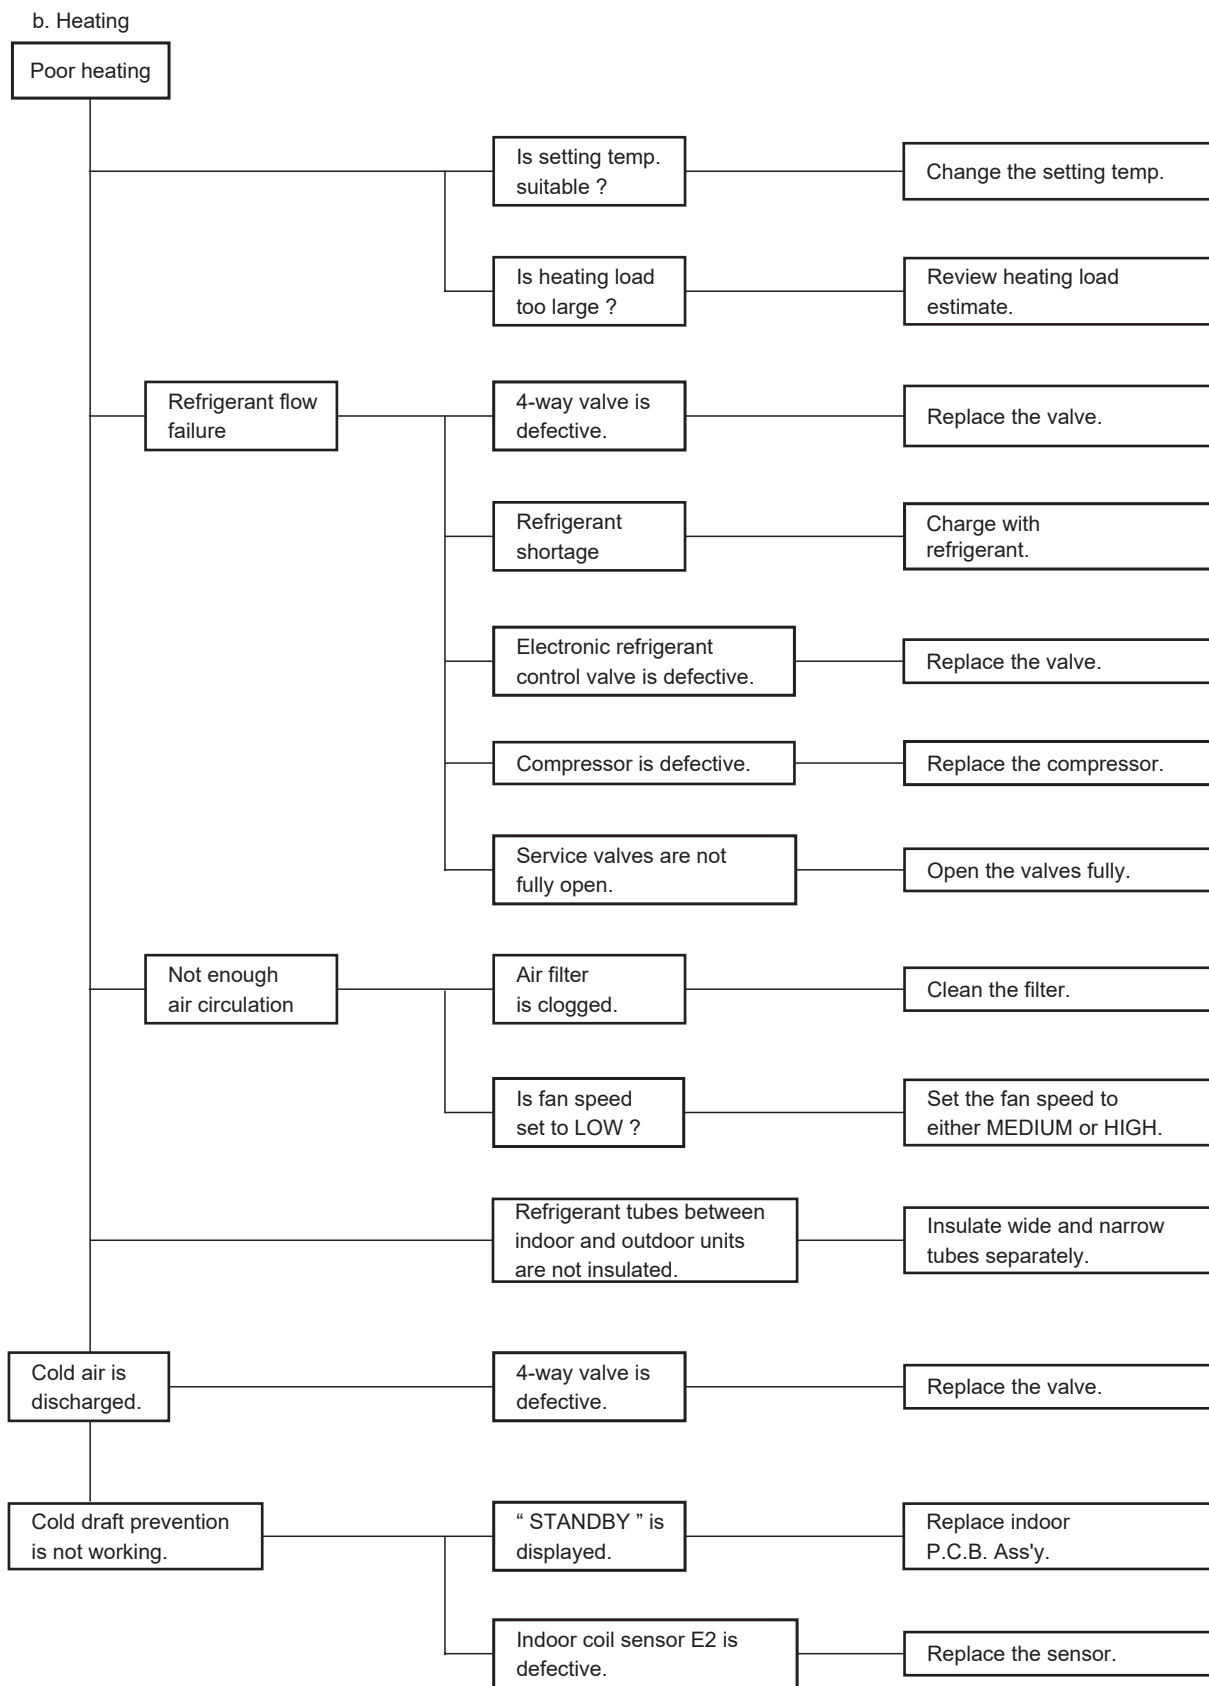 b. Heating
Poor heating
Is setting temp.
suitable ?
Change the setting temp.
Is heating load
too large ?
Review heating load
estimate.
Refrigerant flow
failure
4-way valve is
defective.
Replace the valve.
Refrigerant
shortage
Charge with
refrigerant.
Electronic refrigerant
control valve is defective.
Replace the valve.
Compressor is defective.
Replace the compressor.
Service valves are not
fully open.
Open the valves fully.
Not enough
air circulation
Air filter
is clogged.
Clean the filter.
Is fan speed
set to LOW ?
Set the fan speed to
either MEDIUM or HIGH.
Refrigerant tubes between
indoor and outdoor units
are not insulated.
Insulate wide and narrow
tubes separately.
Cold air is
discharged.
4-way valve is
defective.
Replace the valve.
Cold draft prevention
is not working.
“ STANDBY ” is
displayed.
Replace indoor
P.C.B. Ass'y.
Indoor coil sensor E2 is
defective.
Replace the sensor.